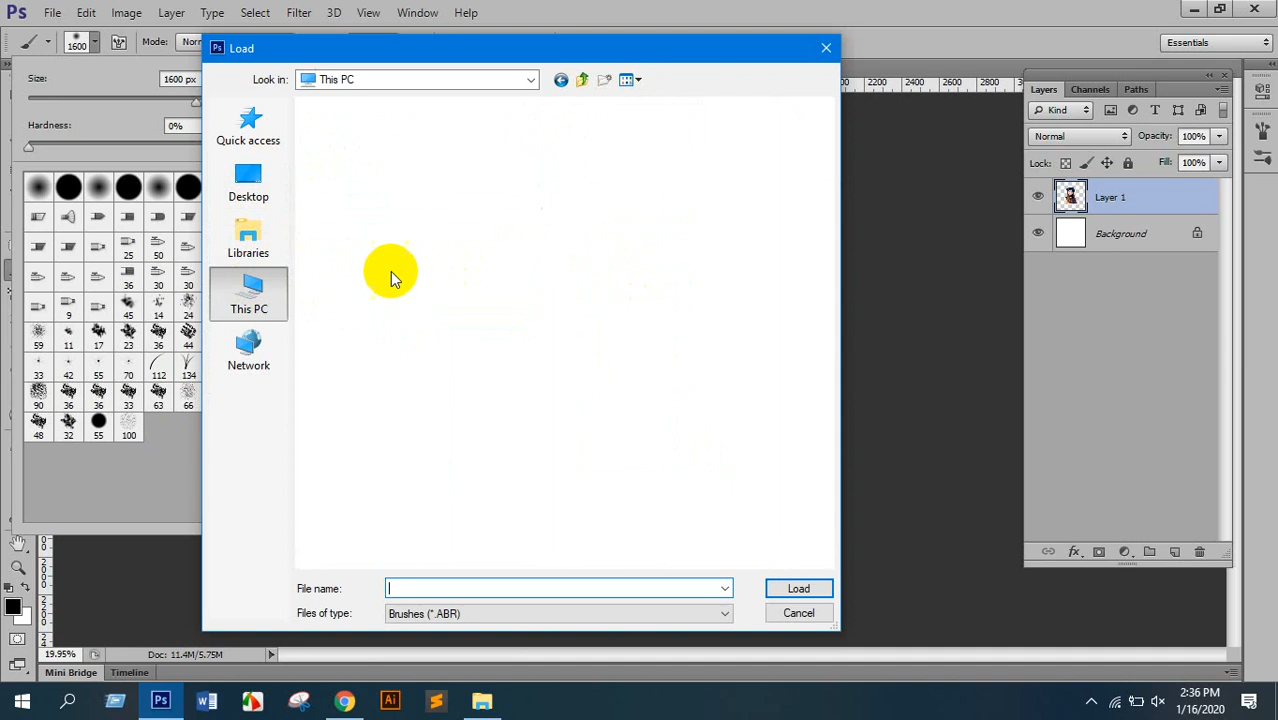 Ps File Edit Image Layer Type Select Filter 3D View Window Help
1600 Mode: Norm Essentials
Load
Size: 1600 px
Look in: This PC
2200 2400 2600 2800
Layers Channels Paths
Kind
Hardness: 0%
Normal Opacity: 100%
Lock: Fill: 100%
Quick access
Desktop
Libraries
This PC
Network
Layer 1
Background
25 50
36 30 30
9 45 14 24
59 11 17 23 36 44
33 42 55 70 112 134
90 36 36 33 63 66
48 32 55 100
File name: Load
Files of type: Brushes (*.ABR) Cancel
19.95% Doc: 11.4M/5.75M
Mini Bridge Timeline
Ps W Ai
2:36 PM
1/16/2020